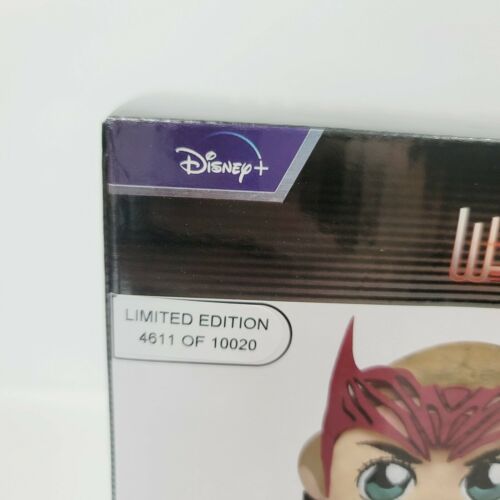 Disney+
LIMITED EDITION
4611 OF 10020